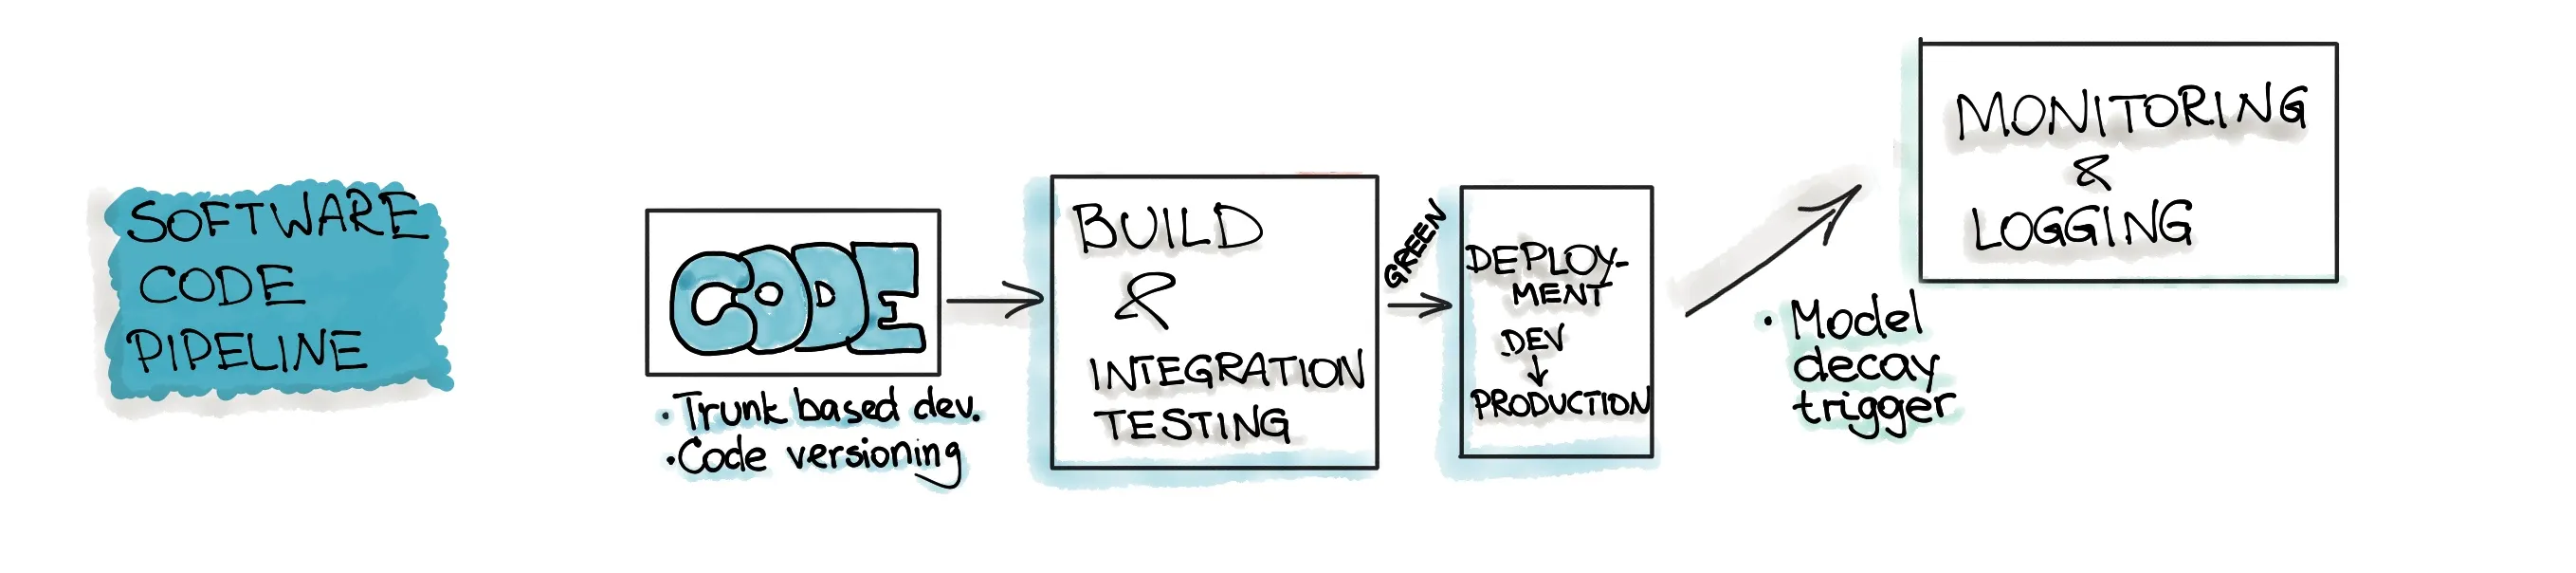 SOFTWARE
CODE
PIPELINE
CODE
• Trunk based dev.
• Code versioning
BUILD
&
INTEGRATION
TESTING
GREEN
DEPLOY-
MENT
DEV
↓
PRODUCTION
MONITORING
&
LOGGING
• Model
decay
trigger